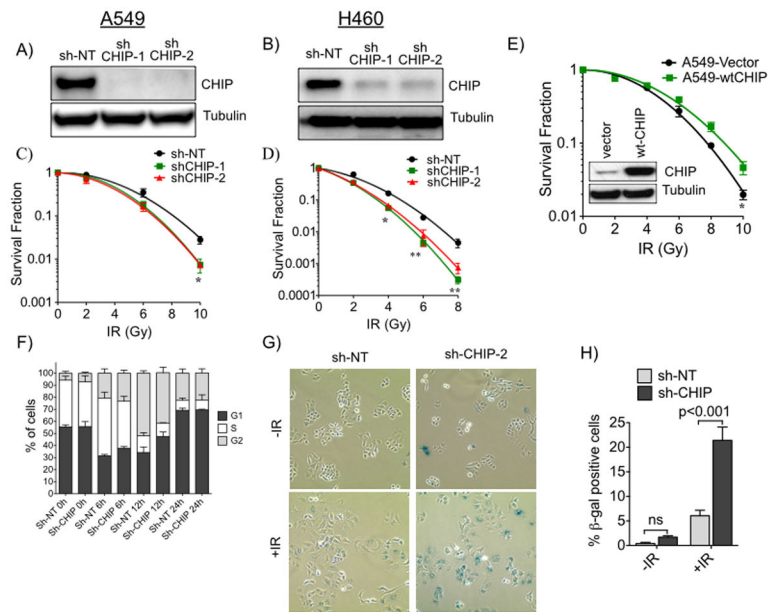 A549
H460
A)
sh-NT
sh
CHIP-1
sh
CHIP-2
CHIP
Tubulin
B)
sh-NT
sh
CHIP-1
sh
CHIP-2
CHIP
Tubulin
C)
sh-NT
shCHIP-1
shCHIP-2
Survival Fraction
1
0.1
0.01
0.001
0
2
4
6
8
10
IR (Gy)
*
D)
sh-NT
shCHIP-1
shCHIP-2
Survival Fraction
1
0.1
0.01
0.001
0.0001
0
2
4
6
8
IR (Gy)
*
**
**
E)
A549-Vector
A549-wtCHIP
Survival Fraction
1
0.1
0.01
0
2
4
6
8
10
IR (Gy)
vector
wt-CHIP
CHIP
Tubulin
*
F)
% of cells
100
90
80
70
60
50
40
30
20
10
0
G1
S
G2
Sh-NT 0h
Sh-CHIP 0h
Sh-NT 6h
Sh-CHIP 6h
Sh-NT 12h
Sh-CHIP 12h
Sh-NT 24h
Sh-CHIP 24h
G)
sh-NT
sh-CHIP-2
-IR
+IR
H)
sh-NT
sh-CHIP
p<0.001
% β-gal positive cells
25
20
15
10
5
0
ns
-IR
+IR